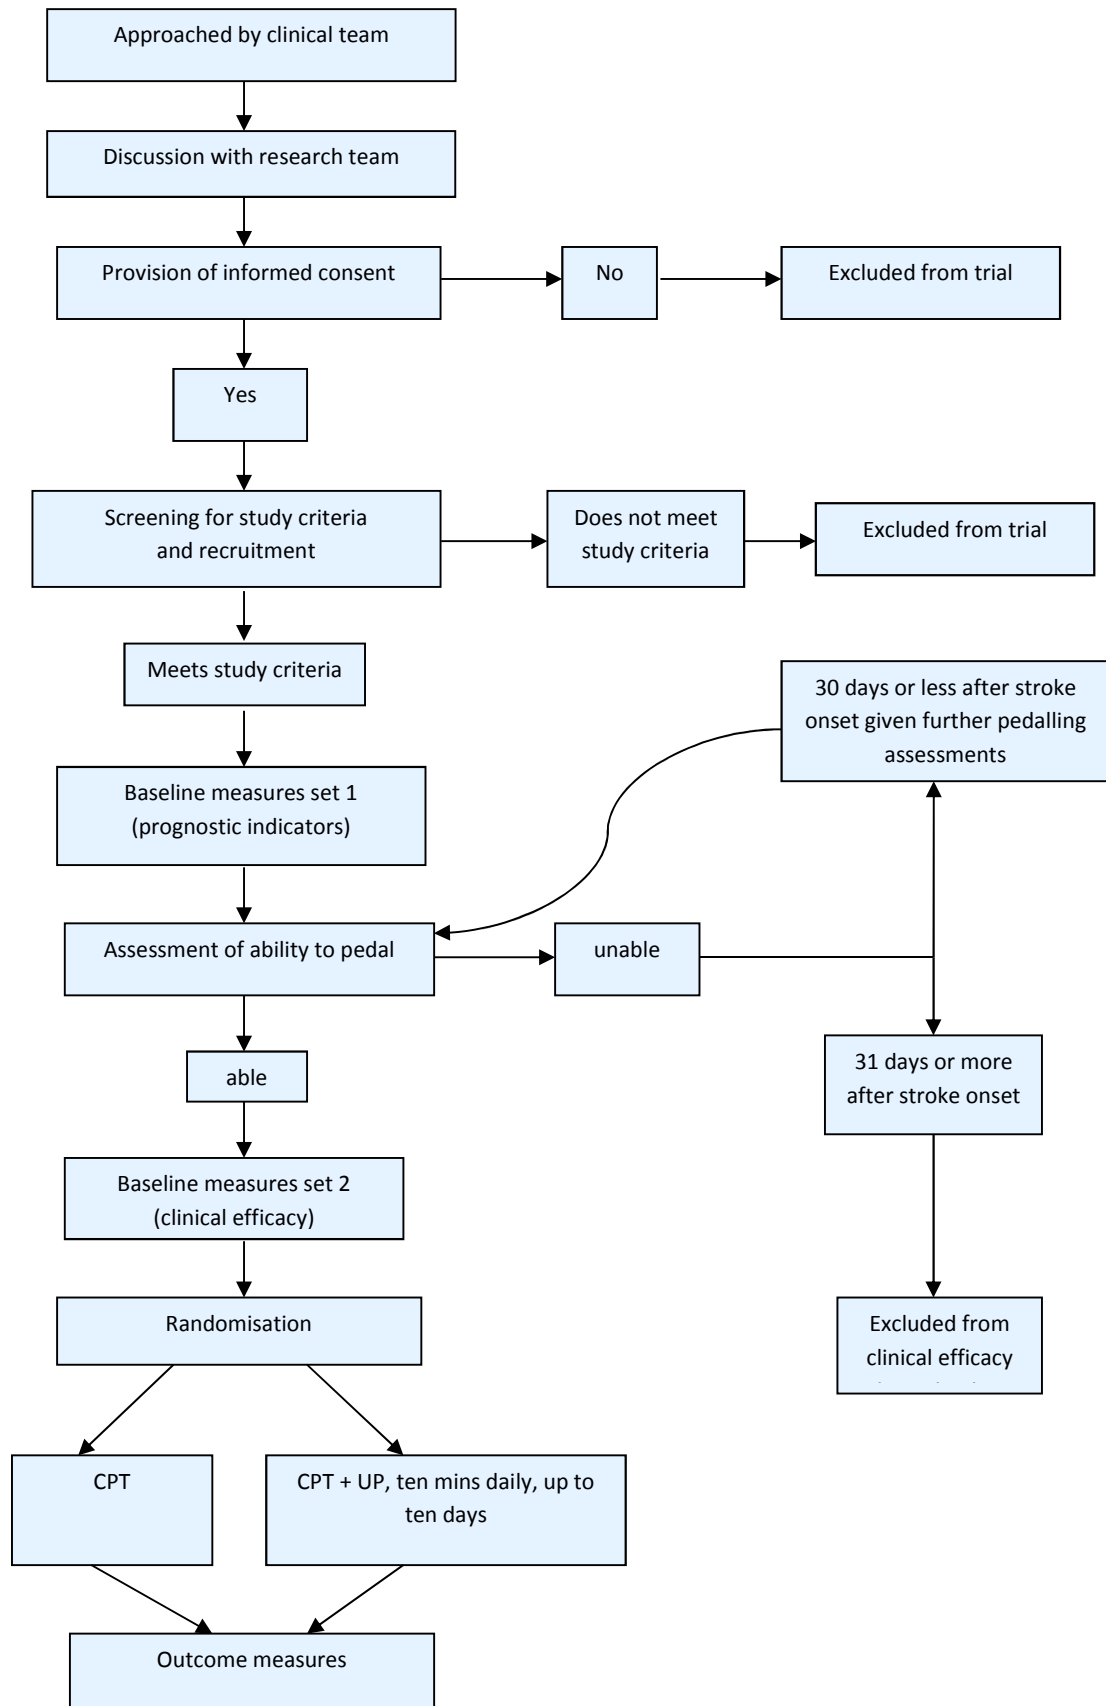 Approached by clinical team
Discussion with research team
Provision of informed consent
No
Excluded from trial
Yes
Screening for study criteria
and recruitment
Does not meet
study criteria
Excluded from trial
Meets study criteria
30 days or less after stroke
onset given further pedalling
assessments
Baseline measures set 1
(prognostic indicators)
Assessment of ability to pedal
unable
able
31 days or more
after stroke onset
Baseline measures set 2
(clinical efficacy)
Randomisation
Excluded from
clinical efficacy
CPT
CPT + UP, ten mins daily, up to
ten days
Outcome measures